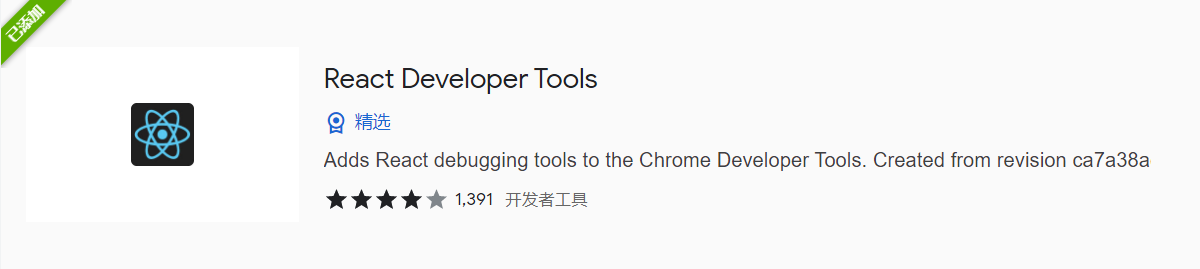 已添加
React Developer Tools
精选
Adds React debugging tools to the Chrome Developer Tools. Created from revision ca7a38a
1,391 开发者工具